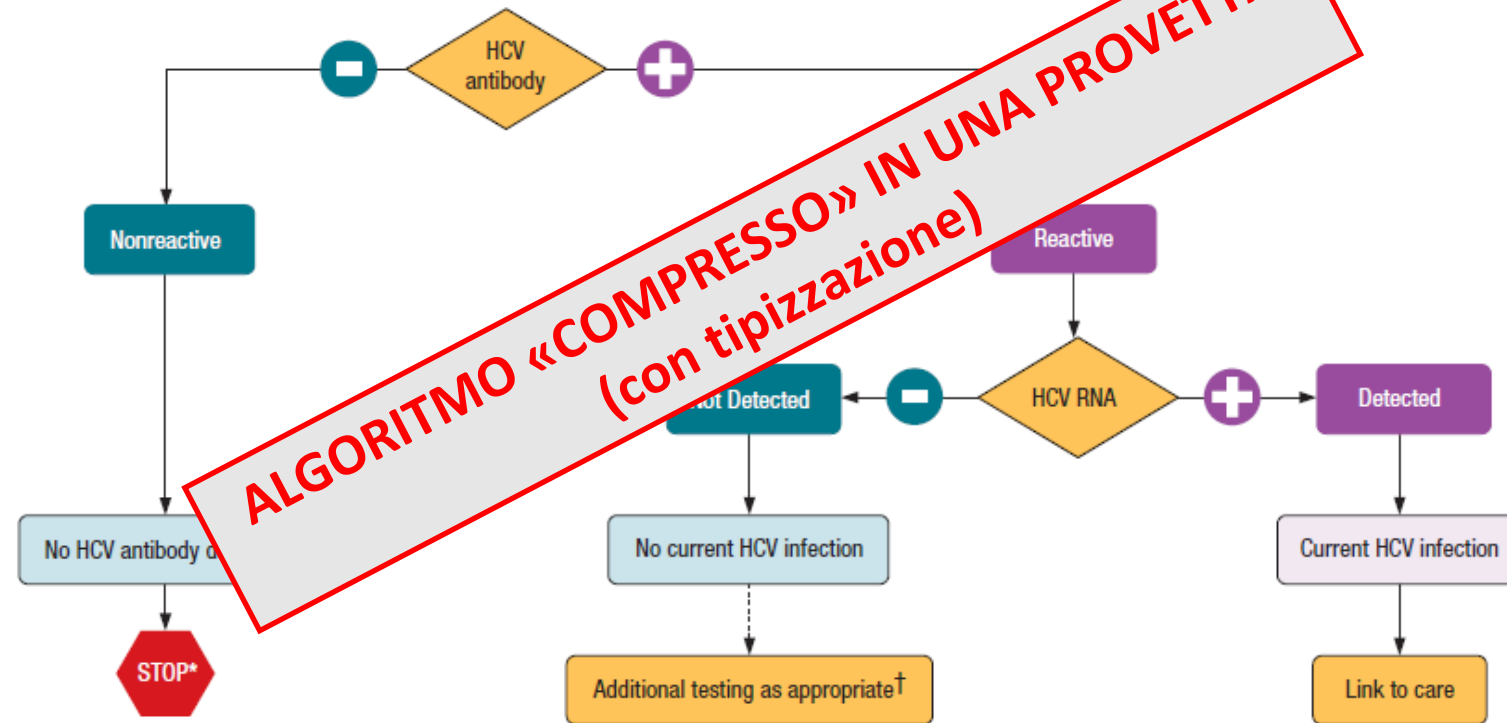 HCV
antibody
ALGORITMO «COMPRESSO» IN UNA
(con tipizzazione)
Nonreactive
Reactive
Detected
HCV RNA
Detected
No HCV antibody
No current HCV infection
Current HCV infection
STOP*
Additional testing as appropriate†
Link to care